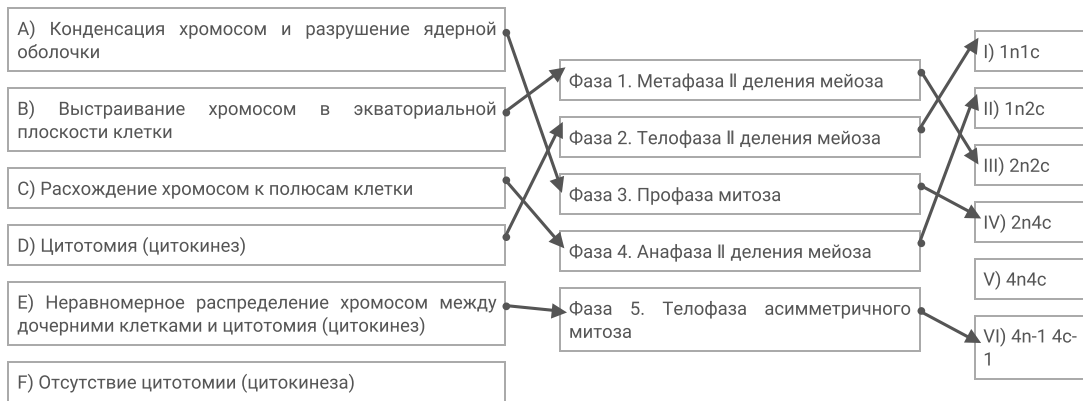 A) Конденсация хромосом и разрушение ядерной
оболочки
B) Выстраивание хромосом в экваториальной
плоскости клетки
C) Расхождение хромосом к полюсам клетки
D) Цитотомия (цитокинез)
E) Неравномерное распределение хромосом между
дочерними клетками и цитотомия (цитокинез)
F) Отсутствие цитотомии (цитокинеза)
Фаза 1. Метафаза II деления мейоза
Фаза 2. Телофаза II деления мейоза
Фаза 3. Профаза митоза
Фаза 4. Анафаза II деления мейоза
Фаза 5. Телофаза асимметричного
митоза
I) 1n1c
II) 1n2c
III) 2n2c
IV) 2n4c
V) 4n4c
VI) 4n-1 4c-
1